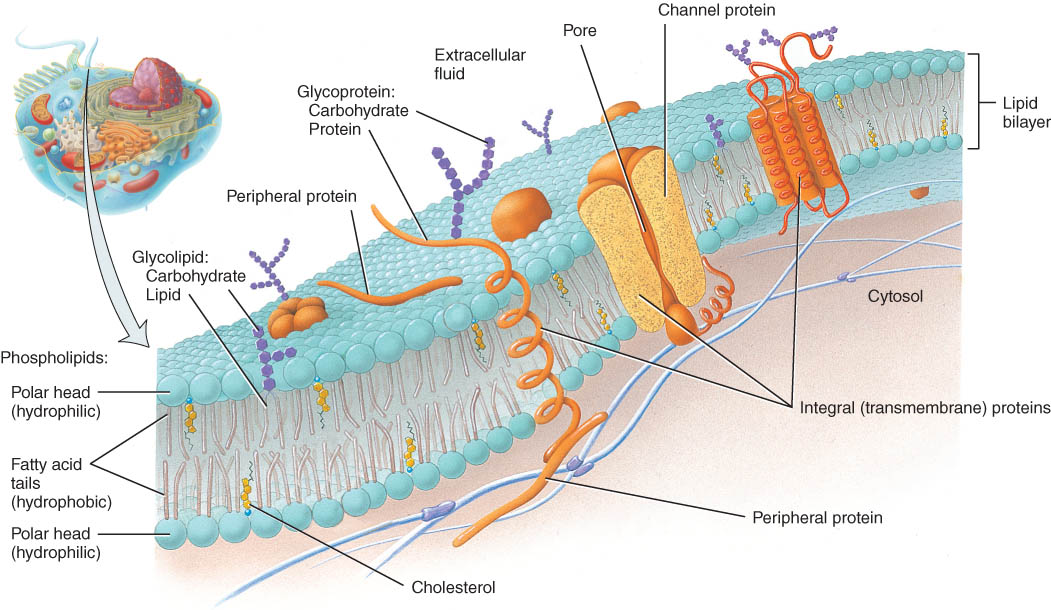 Channel protein
Pore
Extracellular
fluid
Glycoprotein:
Carbohydrate
Protein
Lipid
bilayer
Peripheral protein
Glycolipid:
Carbohydrate
Lipid
Cytosol
Phospholipids:
Polar head
(hydrophilic)
Integral (transmembrane) proteins
Fatty acid
tails
(hydrophobic)
Peripheral protein
Polar head
(hydrophilic)
Cholesterol